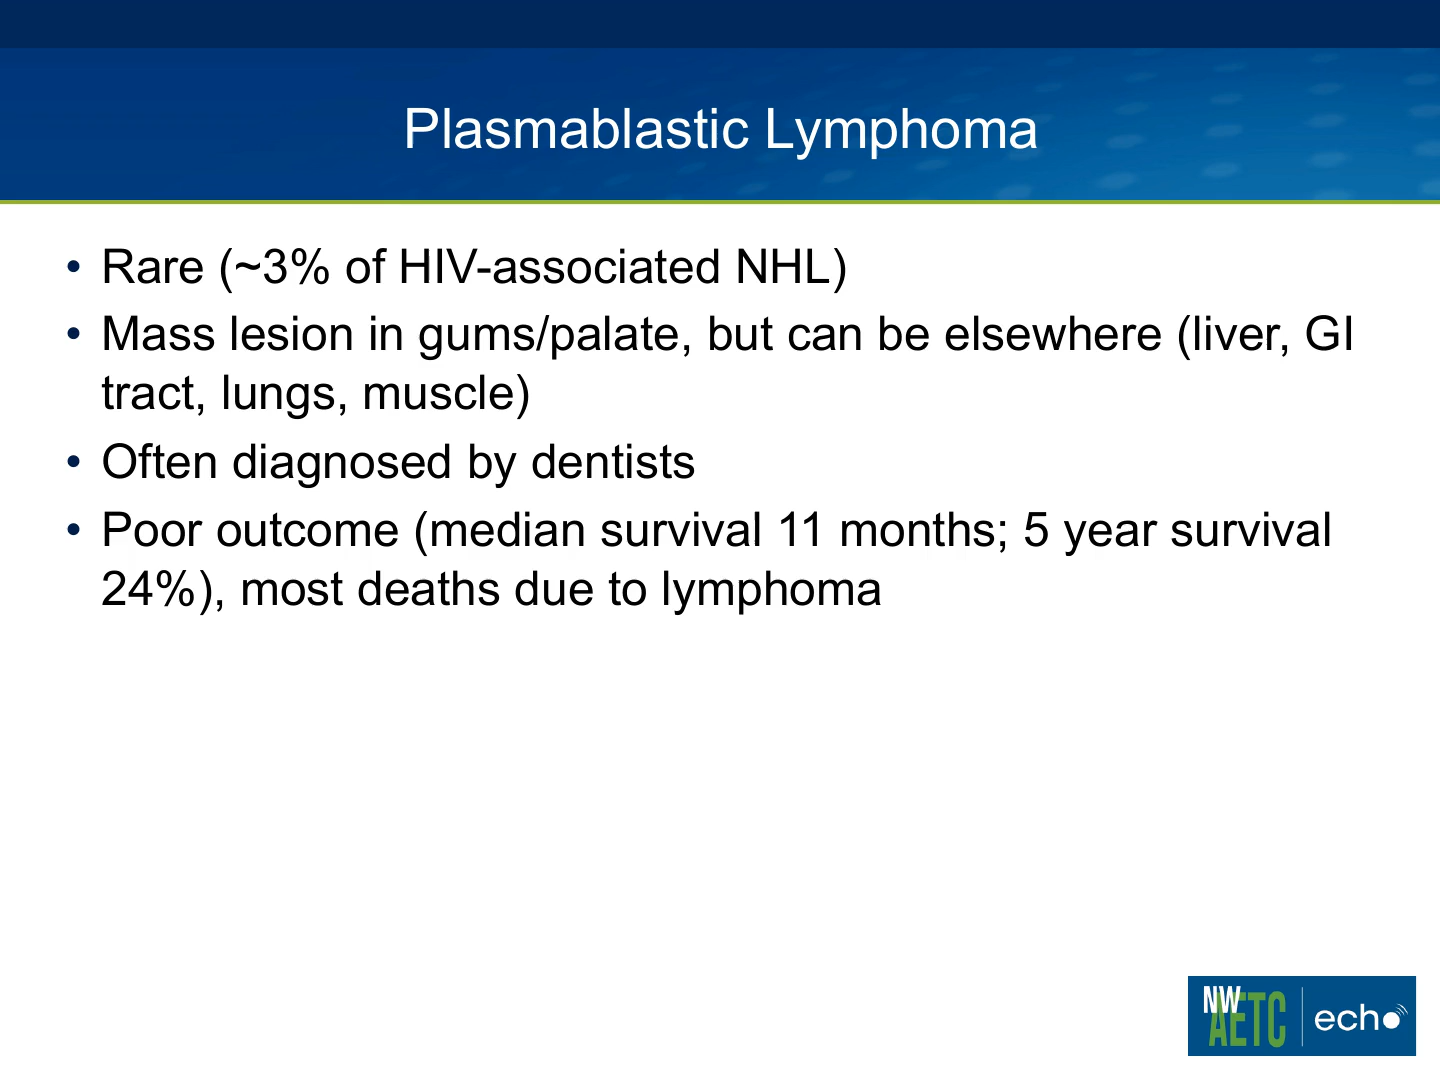 Plasmablastic Lymphoma
• Rare (~3% of HIV-associated NHL)
• Mass lesion in gums/palate, but can be elsewhere (liver, GI
tract, lungs, muscle)
• Often diagnosed by dentists
• Poor outcome (median survival 11 months; 5 year survival
24%), most deaths due to lymphoma
NW
AETC
echo